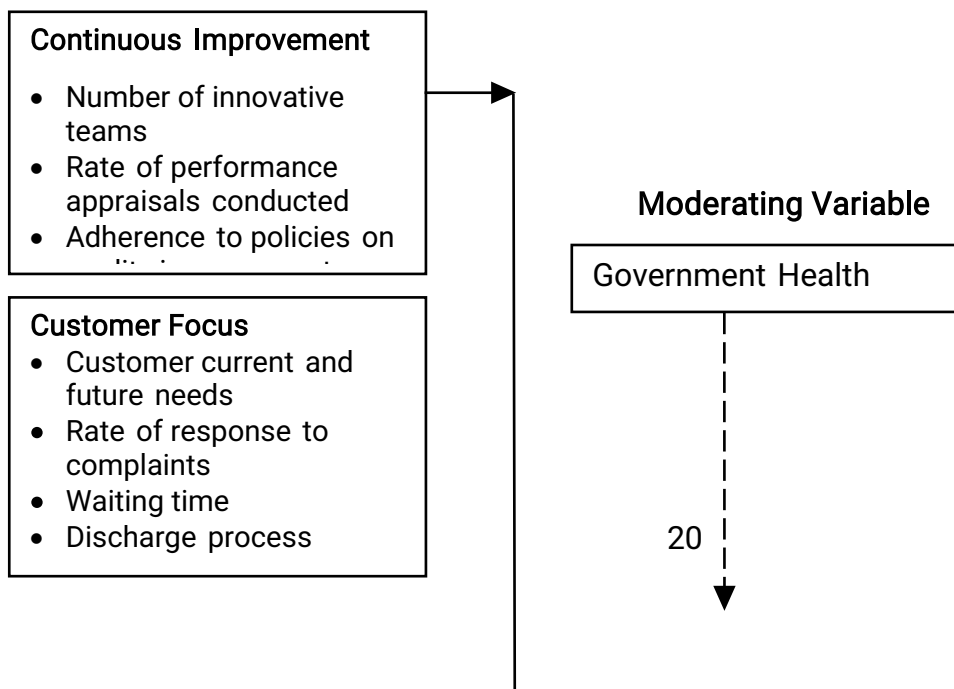 Continuous Improvement
• Number of innovative
teams
• Rate of performance
appraisals conducted
• Adherence to policies on
Customer Focus
• Customer current and
future needs
• Rate of response to
complaints
• Waiting time
• Discharge process
Moderating Variable
Government Health
20